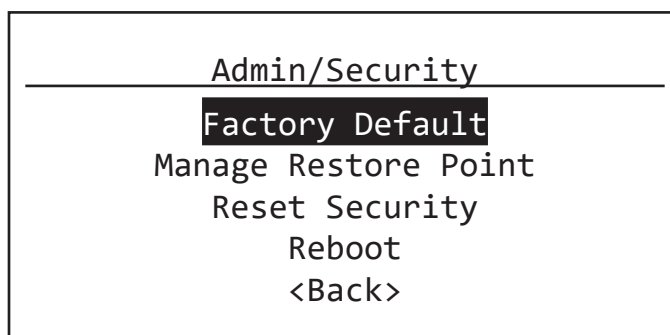 Admin/Security
Factory Default
Manage Restore Point
Reset Security
Reboot
<Back>